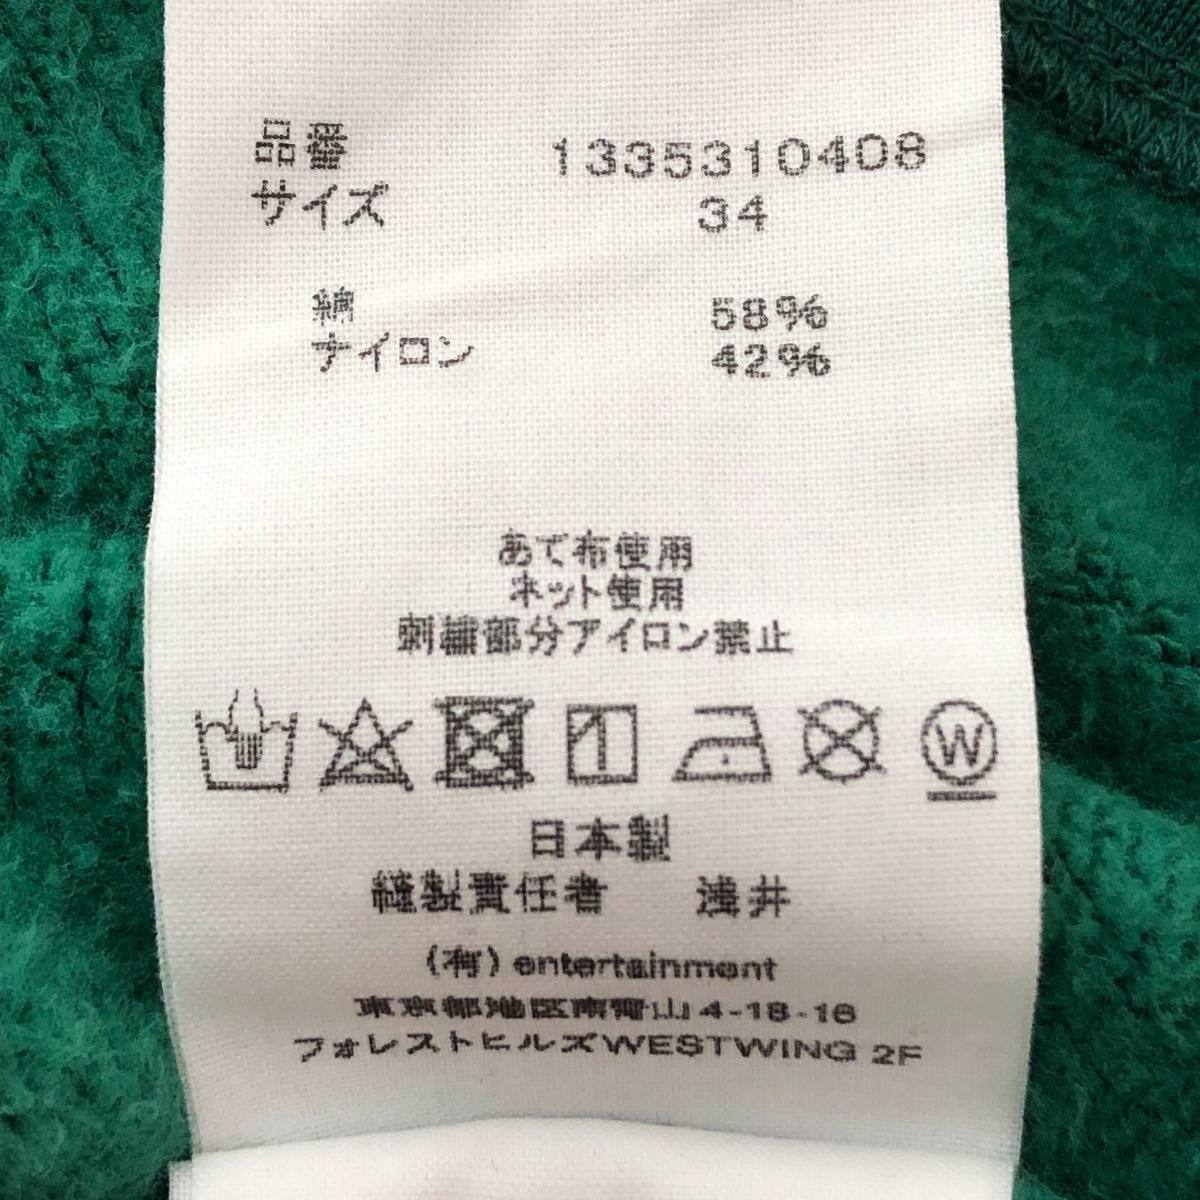 品番 1335310408
サイズ 34
綿 58%
ナイロン 42%
あて布使用
ネット使用
刺繍部分アイロン禁止
W
日本製
縫製責任者 浅井
(有) entertainment
東京都港区南青山4-18-16
フォレストヒルズWESTWING 2F